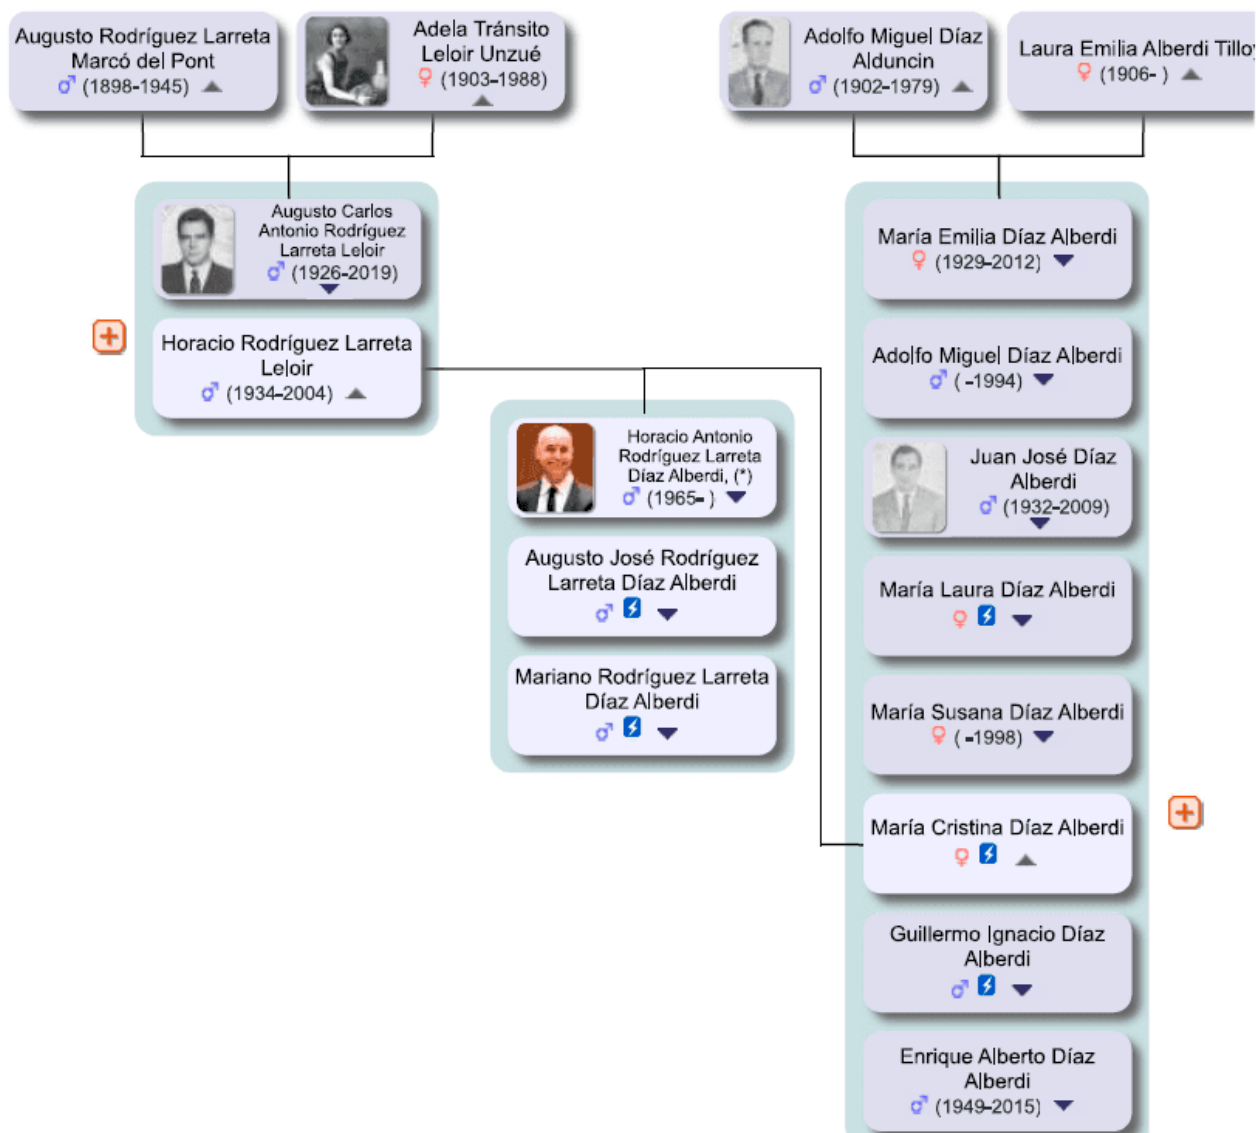 Augusto Rodríguez Larreta
Marcó del Pont
(1898-1945)
Adela Tránsito
Leloir Unzué
(1903-1988)
Adolfo Miguel Díaz
Alduncin
(1902-1979)
Laura Emilia Alberdi Tilloy
(1906- )
Augusto Carlos
Antonio Rodríguez
Larreta Leloir
(1926-2019)
Horacio Rodríguez Larreta
Leloir
(1934-2004)
Horacio Antonio
Rodríguez Larreta
Díaz Alberdi, (*)
(1965- )
Augusto José Rodríguez
Larreta Díaz Alberdi
Mariano Rodríguez Larreta
Díaz Alberdi
María Emilia Díaz Alberdi
(1929-2012)
Adolfo Miguel Díaz Alberdi
( -1994)
Juan José Díaz
Alberdi
(1932-2009)
María Laura Díaz Alberdi
María Susana Díaz Alberdi
( -1998)
María Cristina Díaz Alberdi
Guillermo Ignacio Díaz
Alberdi
Enrique Alberto Díaz
Alberdi
(1949-2015)